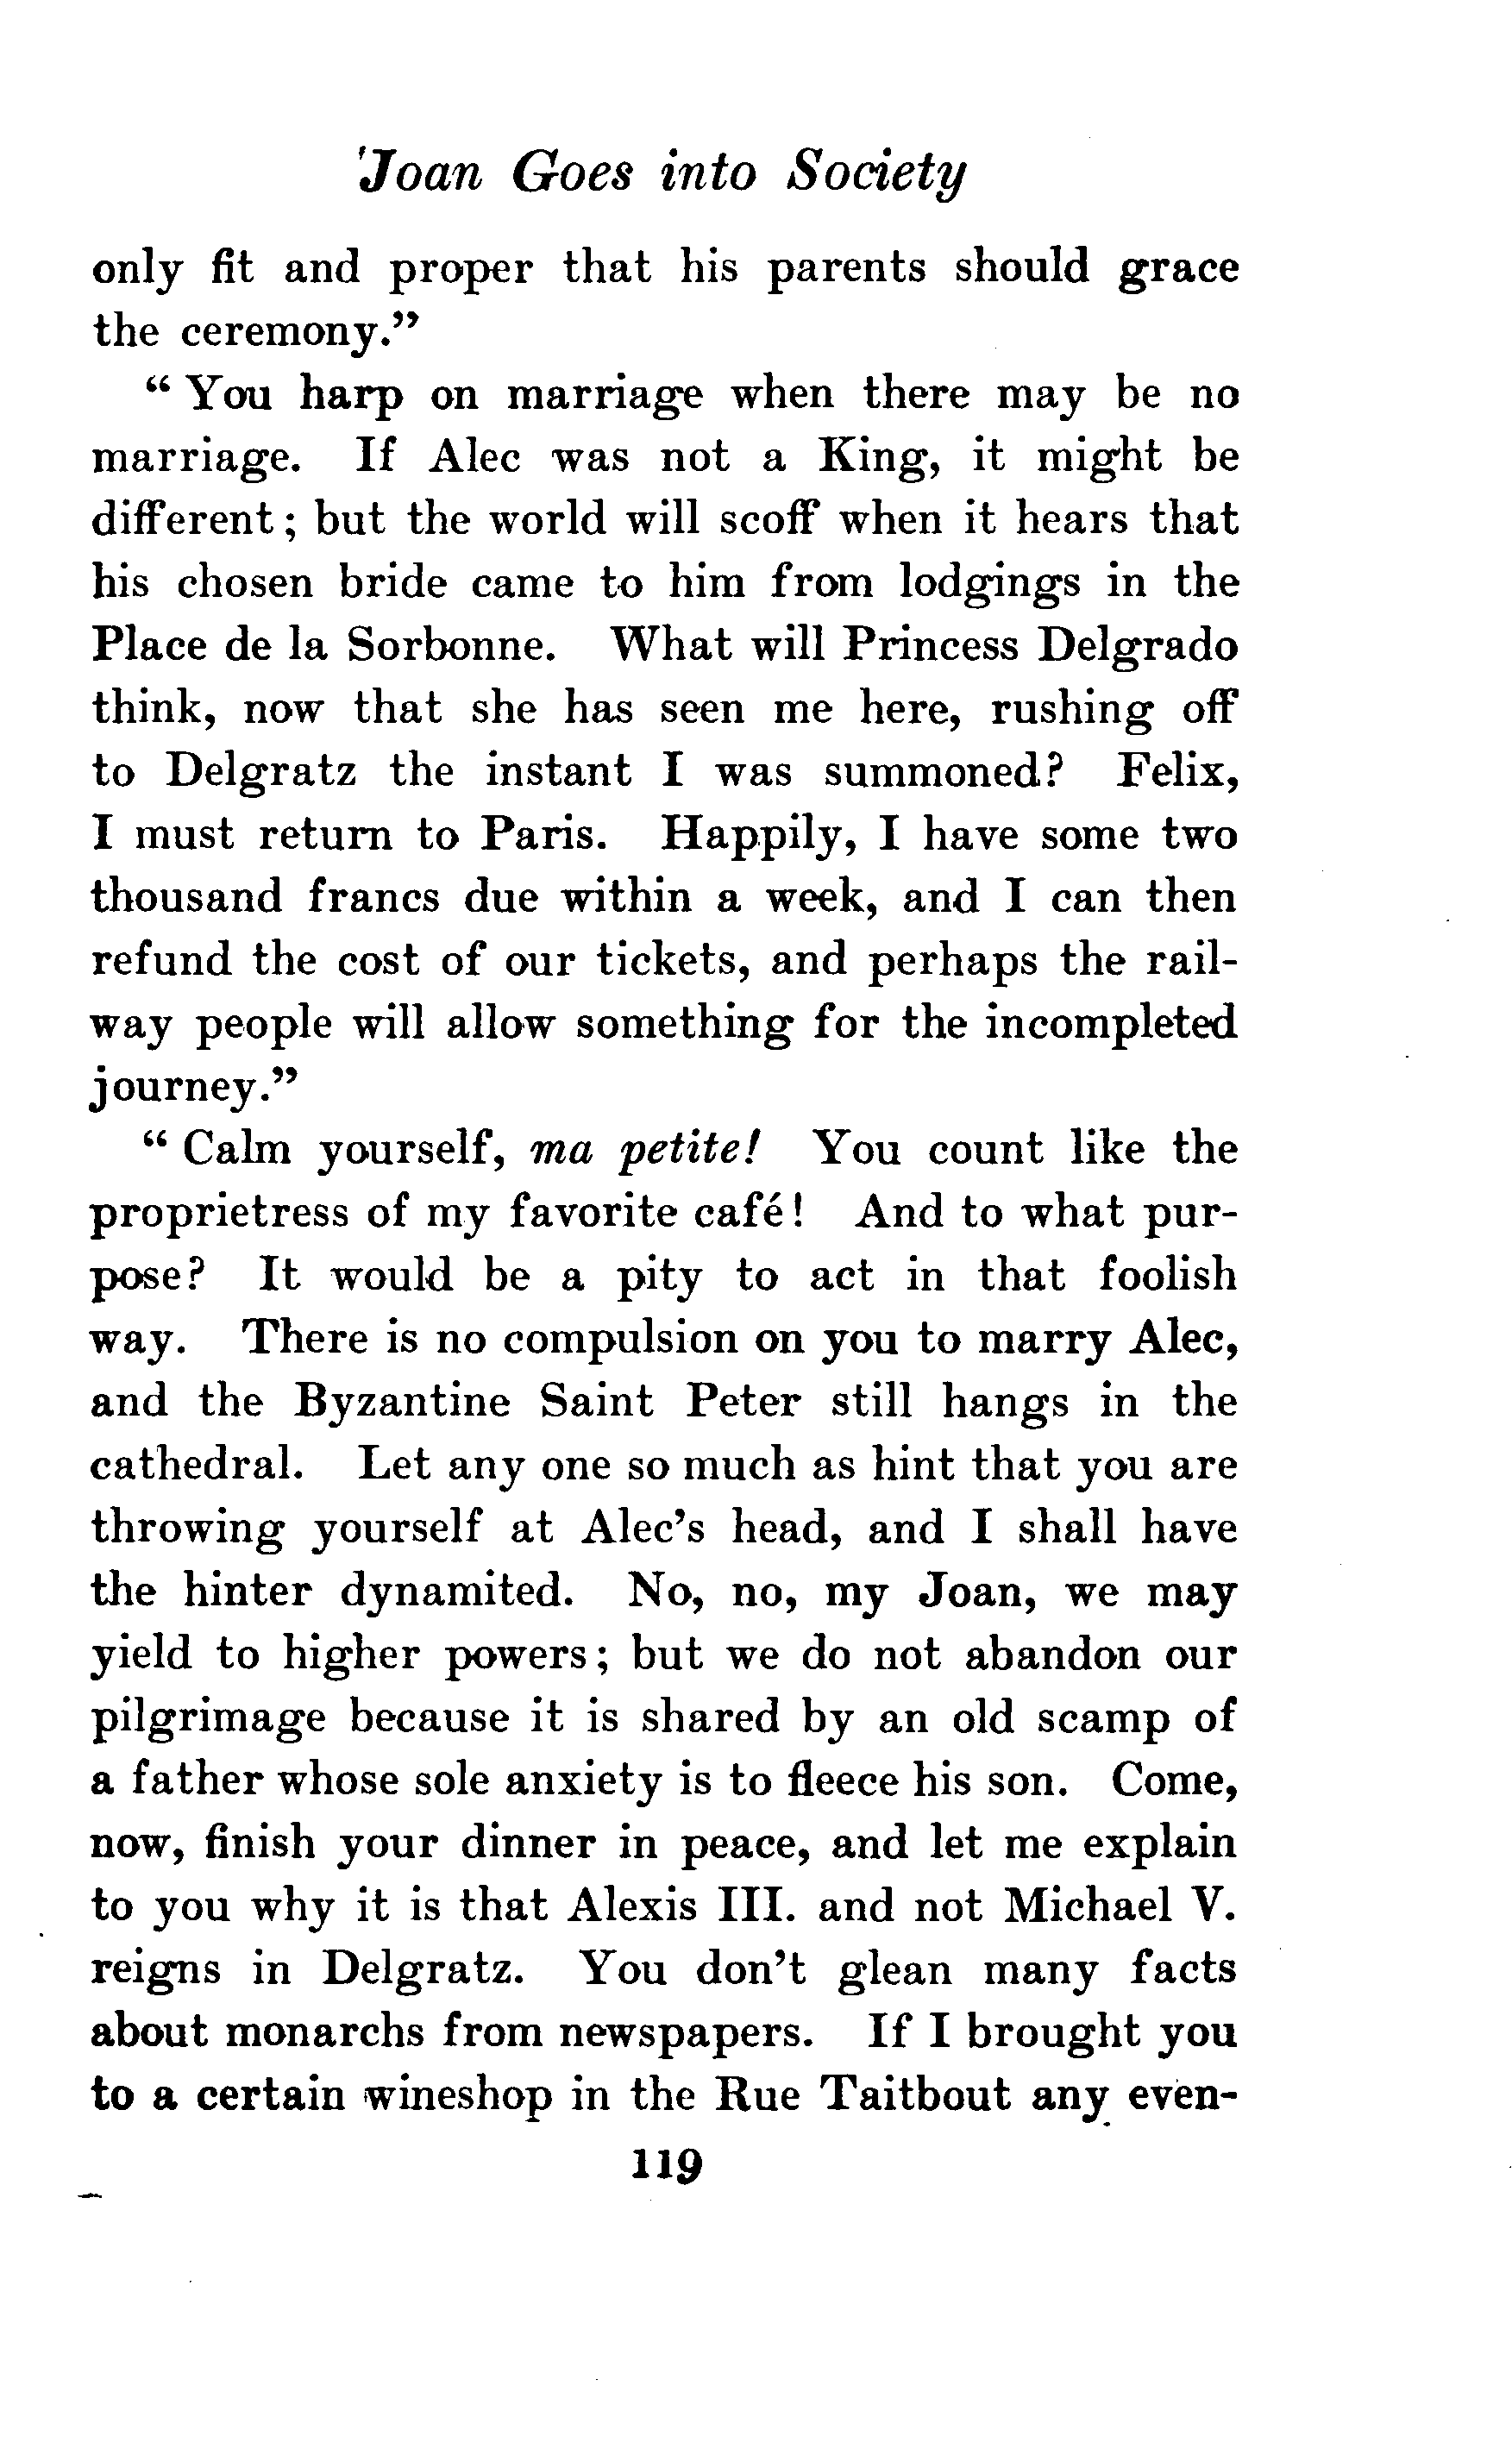 Joan Goes into Society
only fit and proper that his parents should grace
the ceremony."
"You harp on marriage when there may be no
marriage. If Alec was not a King, it might be
different; but the world will scoff when it hears that
his chosen bride came to him from lodgings in the
Place de la Sorbonne. What will Princess Delgrado
think, now that she has seen me here, rushing off
to Delgratz the instant I was summoned? Felix,
I must return to Paris. Happily, I have some two
thousand francs due within a week, and I can then
refund the cost of our tickets, and perhaps the rail-
way people will allow something for the incompleted
journey."
"Calm yourself, ma petite! You count like the
proprietress of my favorite café! And to what pur-
pose? It would be a pity to act in that foolish
way. There is no compulsion on you to marry Alec,
and the Byzantine Saint Peter still hangs in the
cathedral. Let any one so much as hint that you are
throwing yourself at Alec's head, and I shall have
the hinter dynamited. No, no, my Joan, we may
yield to higher powers; but we do not abandon our
pilgrimage because it is shared by an old scamp of
a father whose sole anxiety is to fleece his son. Come,
now, finish your dinner in peace, and let me explain
to you why it is that Alexis III. and not Michael V.
reigns in Delgratz. You don't glean many facts
about monarchs from newspapers. If I brought you
to a certain wineshop in the Rue Taitbout any even-
119